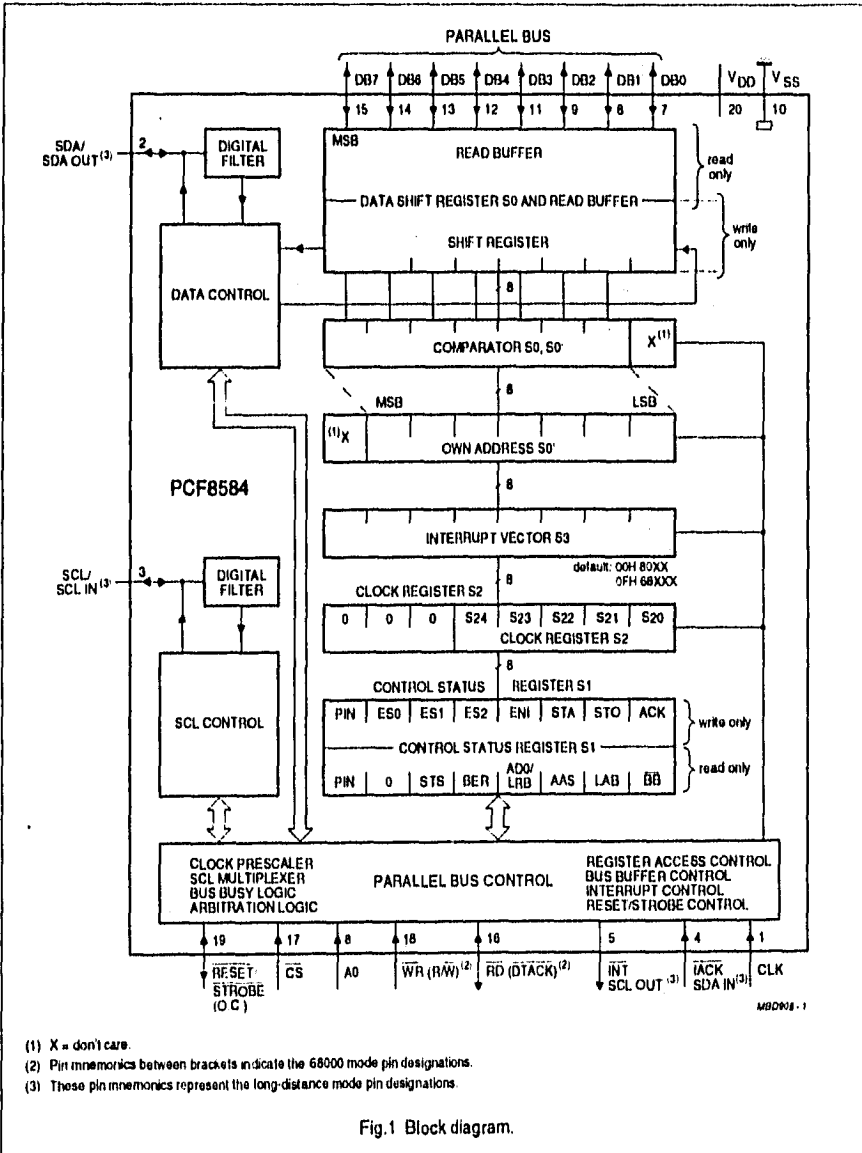 PARALLEL BUS
DB7 DB6 DB5 DB4 DB3 DB2 DB1 DB0 VDD VSS
15 14 13 12 11 9 8 7 20 10
SDA/
SDA OUT (3)
2
DIGITAL
FILTER
MSB
READ BUFFER
read
only
DATA SHIFT REGISTER S0 AND READ BUFFER
write
only
SHIFT REGISTER
DATA CONTROL
8
COMPARATOR S0, S0' X(1)
8
MSB LSB
(1)X
OWN ADDRESS S0'
PCF8584
8
INTERRUPT VECTOR S3
default: 00H 80XX
0FH 68XXX
SCL/
SCL IN (3)
3
DIGITAL
FILTER
8
CLOCK REGISTER S2
0 0 0 S24 S23 S22 S21 S20
CLOCK REGISTER S2
8
CONTROL STATUS REGISTER S1
SCL CONTROL
PIN ES0 ES1 ES2 ENI STA STO ACK
write only
CONTROL STATUS REGISTER S1
read only
PIN 0 STS BER AD0/LRB AAS LAB BB
CLOCK PRESCALER
SCL MULTIPLEXER
BUS BUSY LOGIC
ARBITRATION LOGIC
PARALLEL BUS CONTROL
REGISTER ACCESS CONTROL
BUS BUFFER CONTROL
INTERRUPT CONTROL
RESET/STROBE CONTROL
19 17 6 18 16 5 4 1
RESET/
STROBE
(O C)
CS
A0
WR (R/W) (2)
RD (DTACK) (2)
INT
SCL OUT (3)
IACK
SDA IN (3)
CLK
MBD908 - 1
(1) X = don't care.
(2) Pin mnemonics between brackets indicate the 68000 mode pin designations.
(3) These pin mnemonics represent the long-distance mode pin designations.
Fig.1 Block diagram.